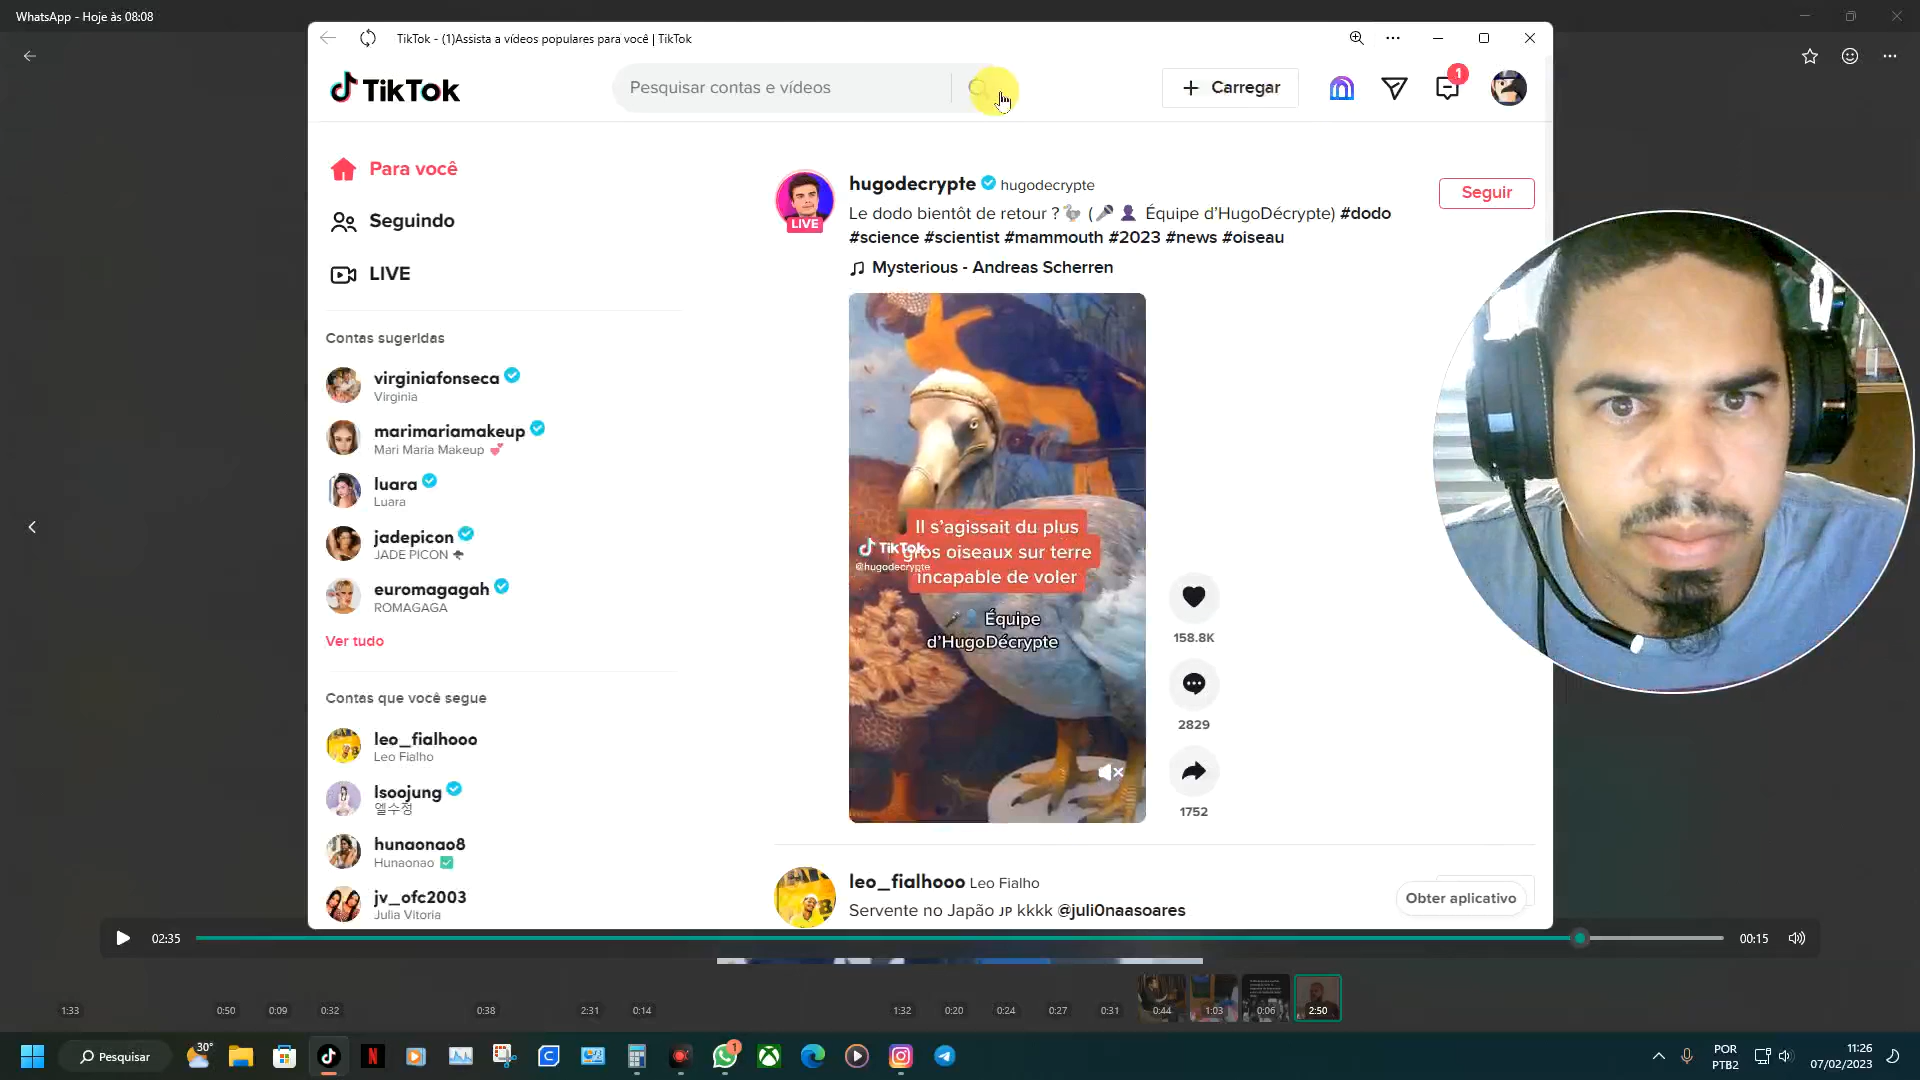 WhatsApp - Hoje às 08:08
TikTok - (1)Assista a vídeos populares para você | TikTok
TikTok
Pesquisar contas e vídeos
Carregar
1
Para você
Seguindo
LIVE
Contas sugeridas
virginiafonseca
Virginia
marimariamakeup
Mari Maria Makeup 💕
luara
Luara
jadepicon
JADE PICON 🌪
euromagagah
ROMAGAGA
Ver tudo
Contas que você segue
leo_fialhooo
Leo Fialho
lsoojung
엘수정
hunaonao8
Hunaonao ✅
jv_ofc2003
Julia Vitoria
LIVE
hugodecrypte hugodecrypte
Le dodo bientôt de retour ?🦤 (🎤 👤 Équipe d'HugoDécrypte) #dodo
#science #scientist #mammouth #2023 #news #oiseau
Mysterious - Andreas Scherren
Seguir
Il s'agissait du plus
gros oiseaux sur terre
incapable de voler
TikTok
@hugodecrypte
🎤👤 Équipe
d'HugoDécrypte
158.8K
2829
1752
leo_fialhooo Leo Fialho
Servente no Japão JP kkkk @juli0naasoares
Obter aplicativo
02:35
00:15
1:33
0:50
0:09
0:32
0:38
2:31
0:14
1:32
0:20
0:24
0:27
0:31
0:44
1:03
0:06
2:50
Pesquisar
30°
1
POR
PTB2
11:26
07/02/2023